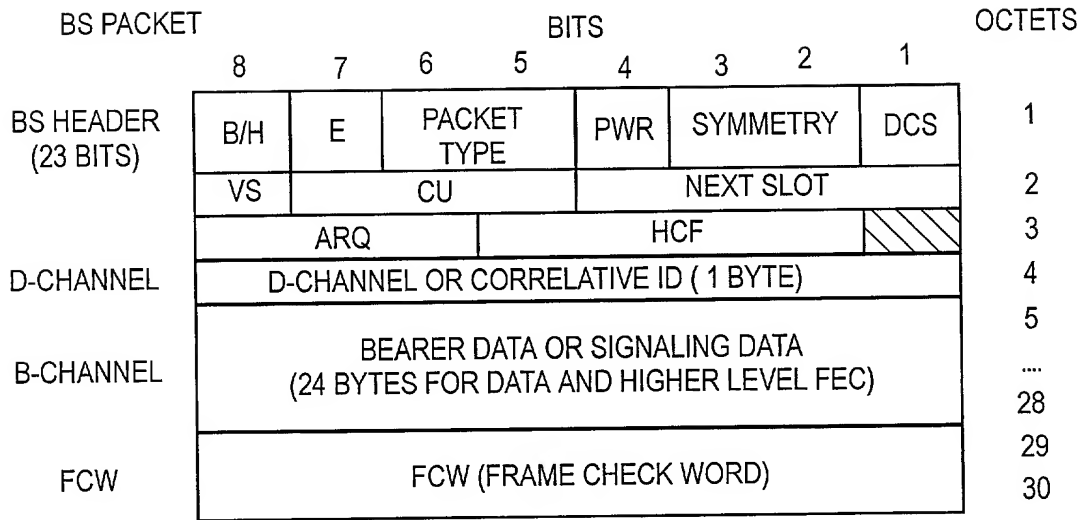 BS PACKET BITS OCTETS
8 7 6 5 4 3 2 1
BS HEADER (23 BITS)
B/H E PACKET TYPE PWR SYMMETRY DCS 1
VS CU NEXT SLOT 2
ARQ HCF 3
D-CHANNEL D-CHANNEL OR CORRELATIVE ID ( 1 BYTE) 4
5
B-CHANNEL BEARER DATA OR SIGNALING DATA
(24 BYTES FOR DATA AND HIGHER LEVEL FEC) ....
28
29
FCW FCW (FRAME CHECK WORD)
30